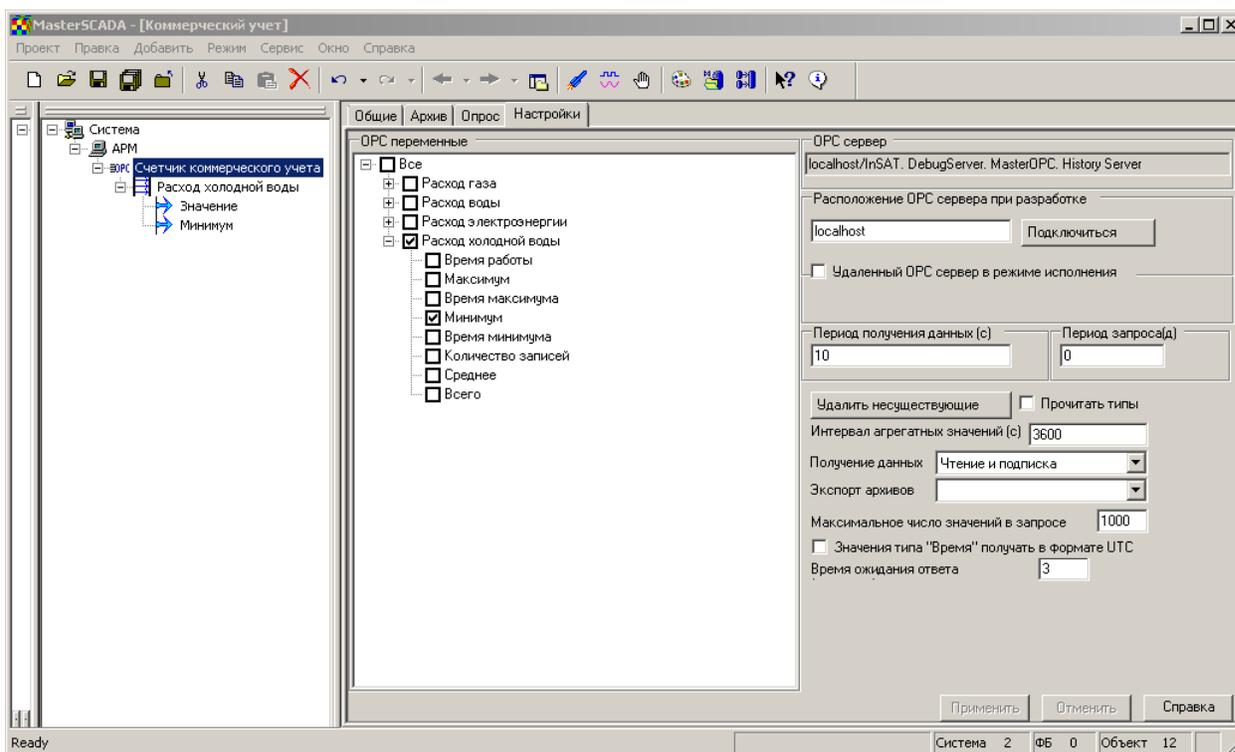 MasterSCADA - [Коммерческий учет]
Проект Правка Добавить Режим Сервис Окно Справка
Система
АРМ
OPC Счетчик коммерческого учета
Расход холодной воды
Значение
Минимум
Общие Архив Опрос Настройки
OPC переменные
Все
Расход газа
Расход воды
Расход электроэнергии
Расход холодной воды
Время работы
Максимум
Время максимума
Минимум
Время минимума
Количество записей
Среднее
Всего
OPC сервер
localhost/InSAT. DebugServer. MasterOPC. History Server
Расположение OPC сервера при разработке
localhost Подключиться
Удаленный OPC сервер в режиме исполнения
Период получения данных (с) Период запроса(д)
10 0
Удалить несуществующие Прочитать типы
Интервал агрегатных значений (с) 3600
Получение данных Чтение и подписка
Экспорт архивов
Максимальное число значений в запросе 1000
Значения типа "Время" получать в формате UTC
Время ожидания ответа 3
Применить Отменить Справка
Ready Система 2 ФБ 0 Объект 12